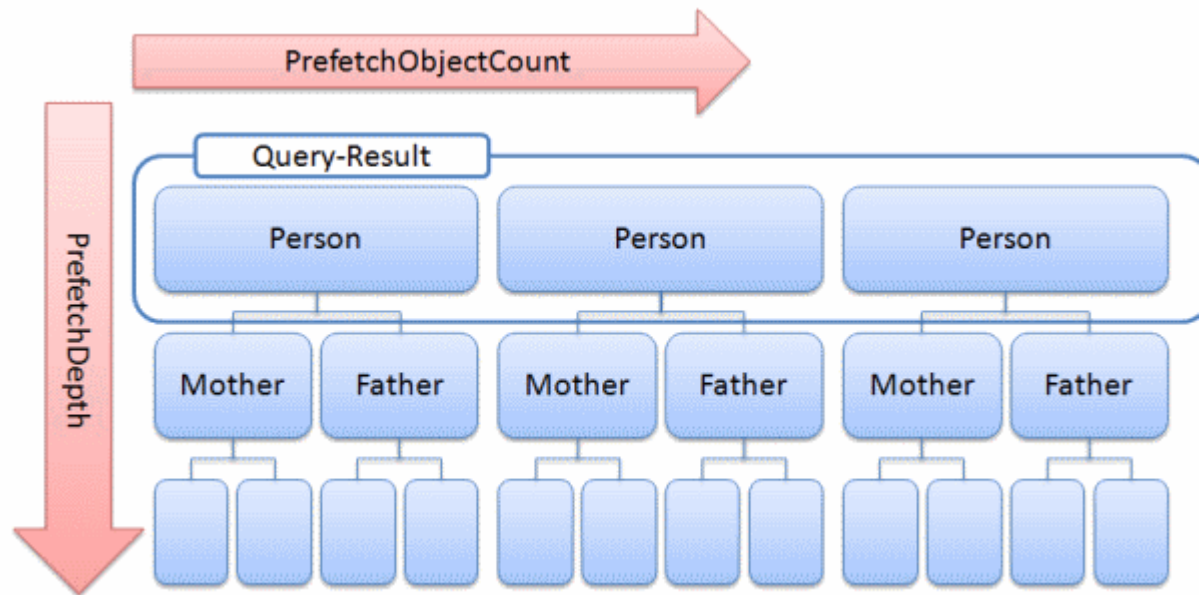 PrefetchObjectCount
PrefetchDepth
Query-Result
Person Person Person
Mother Father Mother Father Mother Father